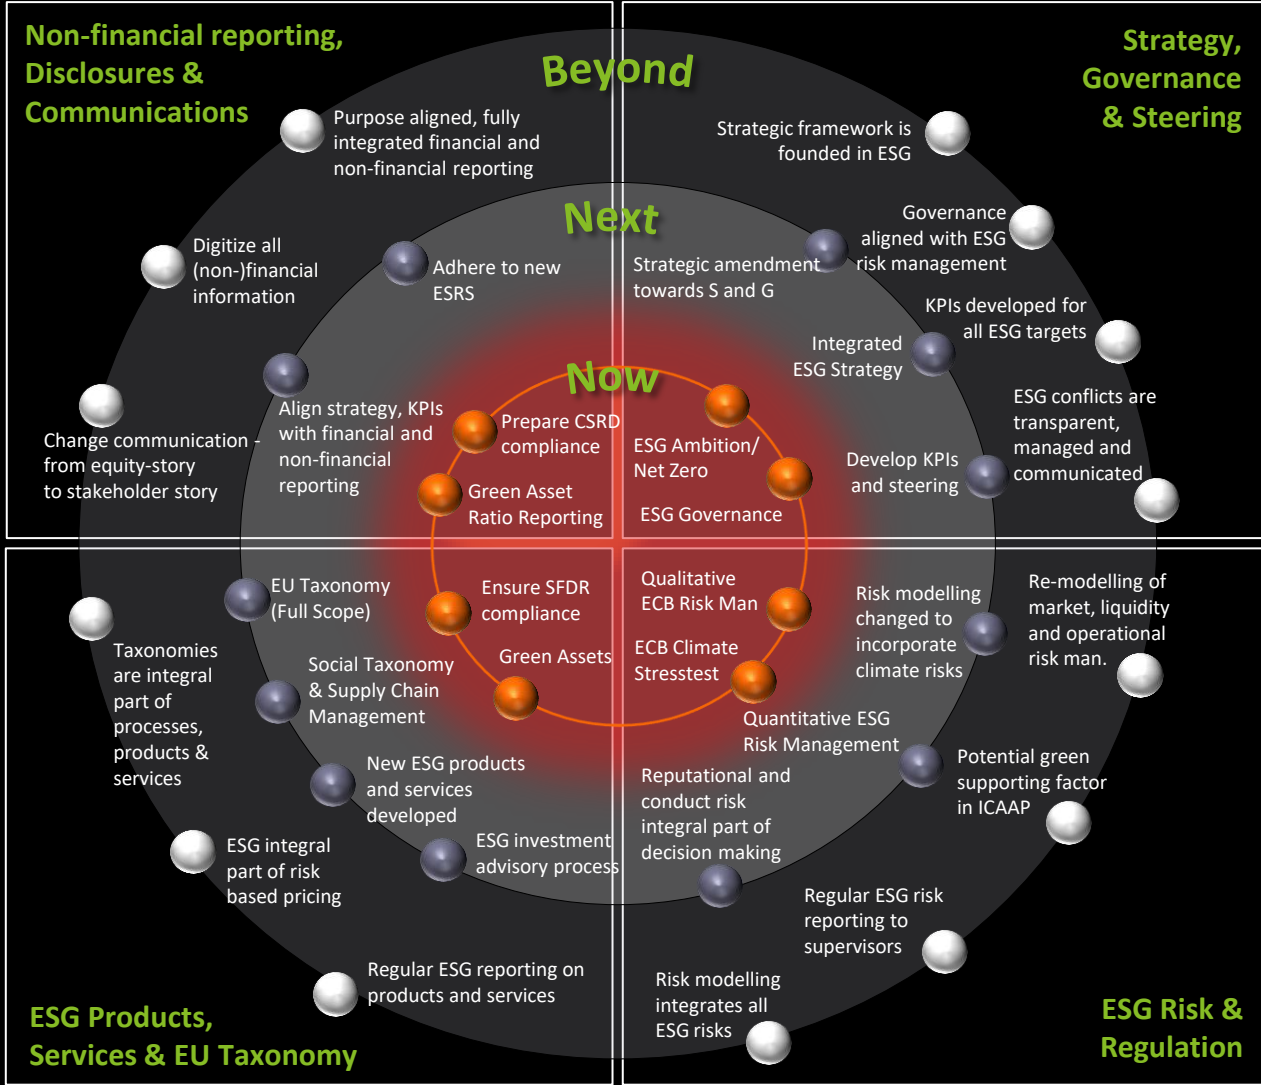 Non-financial reporting,
Disclosures &
Communications
Strategy,
Governance
& Steering
Beyond
Next
Now
Purpose aligned, fully
integrated financial and
non-financial reporting
Digitize all
(non-)financial
information
Change communication -
from equity-story
to stakeholder story
Adhere to new
ESRS
Align strategy, KPIs
with financial and
non-financial
reporting
Prepare CSRD
compliance
Green Asset
Ratio Reporting
Strategic framework is
founded in ESG
Governance
aligned with ESG
risk management
KPIs developed for
all ESG targets
ESG conflicts are
transparent,
managed and
communicated
Strategic amendment
towards S and G
Integrated
ESG Strategy
Develop KPIs
and steering
ESG Ambition/
Net Zero
ESG Governance
EU Taxonomy
(Full Scope)
Social Taxonomy
& Supply Chain
Management
New ESG products
and services
developed
ESG investment
advisory process
Ensure SFDR
compliance
Green Assets
Taxonomies
are integral
part of
processes,
products &
services
ESG integral
part of risk
based pricing
Regular ESG reporting on
products and services
Qualitative
ECB Risk Man
ECB Climate
Stresstest
Risk modelling
changed to
incorporate
climate risks
Quantitative ESG
Risk Management
Reputational and
conduct risk
integral part of
decision making
Re-modelling of
market, liquidity
and operational
risk man.
Potential green
supporting factor
in ICAAP
Regular ESG risk
reporting to
supervisors
Risk modelling
integrates all
ESG risks
ESG Products,
Services & EU Taxonomy
ESG Risk &
Regulation